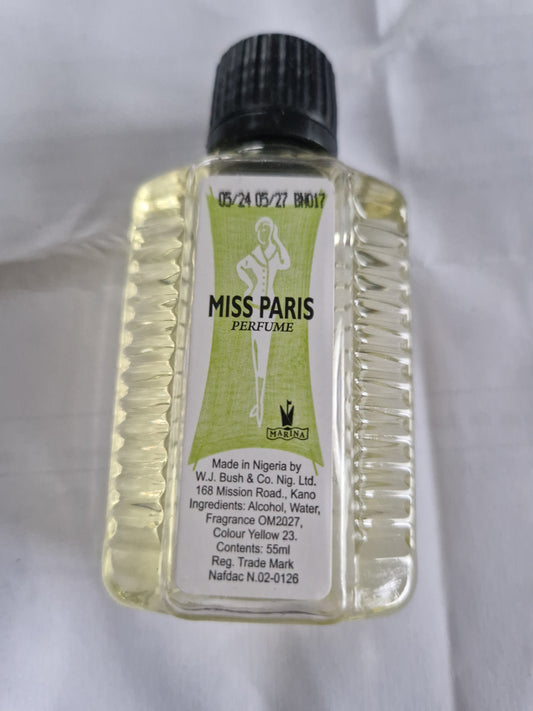 05/24 05/27 BN017
MISS PARIS
PERFUME
MARINA
Made in Nigeria by
W.J. Bush & Co. Nig. Ltd.
168 Mission Road., Kano
Ingredients: Alcohol, Water,
Fragrance OM2027,
Colour Yellow 23.
Contents: 55ml
Reg. Trade Mark
Nafdac N.02-0126